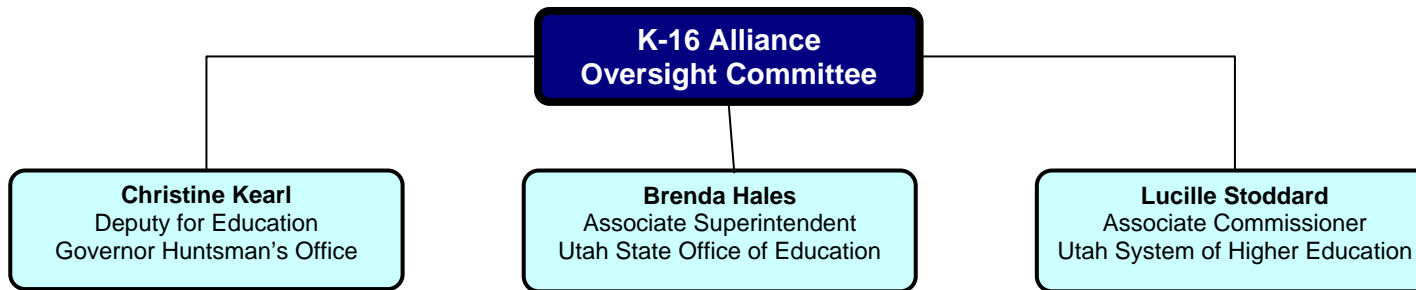 K-16 Alliance
Oversight Committee
Christine Kearl
Deputy for Education
Governor Huntsman’s Office
Brenda Hales
Associate Superintendent
Utah State Office of Education
Lucille Stoddard
Associate Commissioner
Utah System of Higher Education